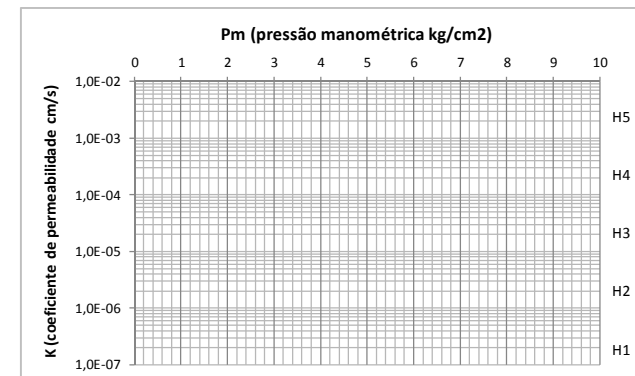 Pm (pressão manométrica kg/cm2)
0 1 2 3 4 5 6 7 8 9 10
K (coeficiente de permeabilidade cm/s)
1,0E-02
H5
1,0E-03
H4
1,0E-04
H3
1,0E-05
H2
1,0E-06
H1
1,0E-07